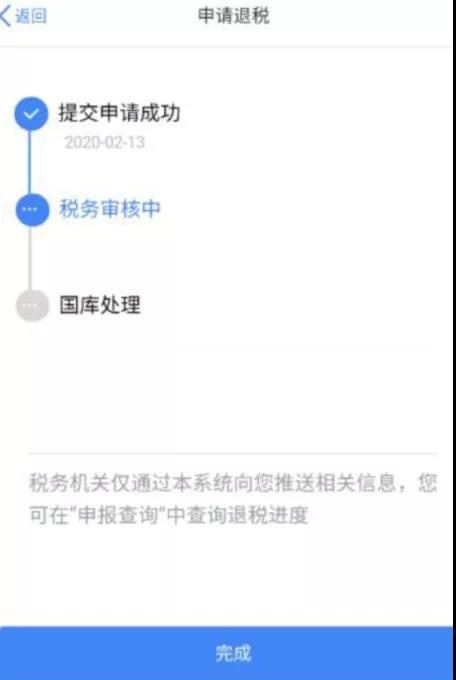 返回
申请退税
提交申请成功
2020-02-13
税务审核中
国库处理
税务机关仅通过本系统向您推送相关信息，您
可在“申报查询“中查询退税进度
完成